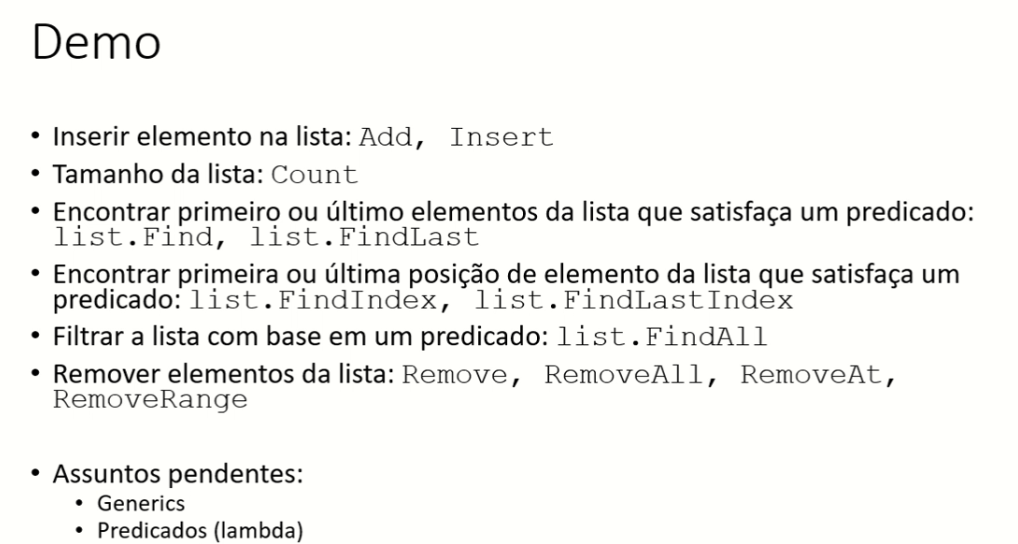 Demo
• Inserir elemento na lista: Add, Insert
• Tamanho da lista: Count
• Encontrar primeiro ou último elementos da lista que satisfaça um predicado:
list.Find, list.FindLast
• Encontrar primeira ou última posição de elemento da lista que satisfaça um
predicado: list.FindIndex, list.FindLastIndex
• Filtrar a lista com base em um predicado: list.FindAll
• Remover elementos da lista: Remove, RemoveAll, RemoveAt,
RemoveRange
• Assuntos pendentes:
• Generics
• Predicados (lambda)